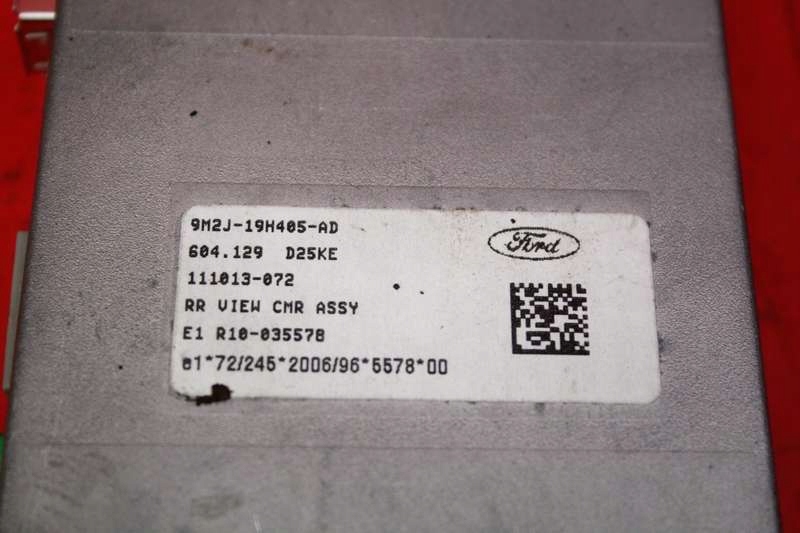 9M2J-19H405-AD
Ford
604.129 D25KE
111013-072
RR VIEW CMR ASSY
E1 R10-035578
e1*72/245*2006/96*5578*00